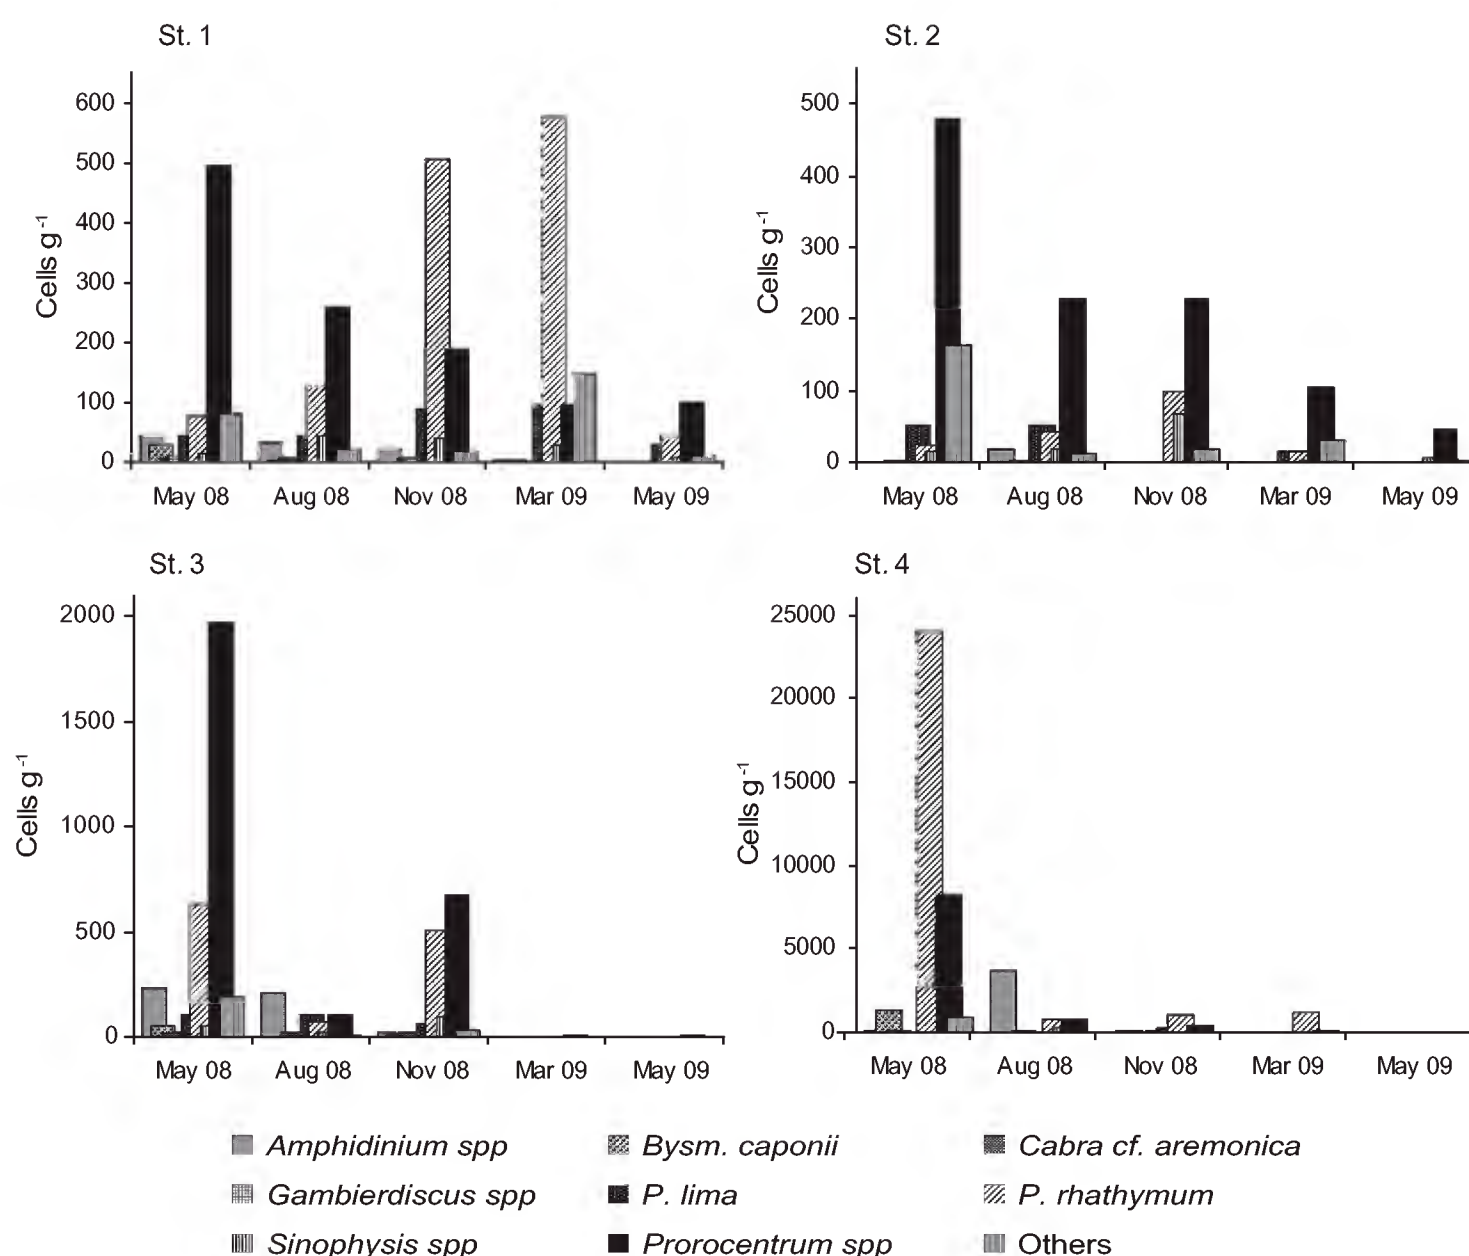 St. 1
600
500
400
300
200
100
0
Cells g⁻¹
May 08 Aug 08 Nov 08 Mar 09 May 09
St. 2
500
400
300
200
100
0
Cells g⁻¹
May 08 Aug 08 Nov 08 Mar 09 May 09
St. 3
2000
1500
1000
500
0
Cells g⁻¹
May 08 Aug 08 Nov 08 Mar 09 May 09
St. 4
25000
20000
15000
10000
5000
0
Cells g⁻¹
May 08 Aug 08 Nov 08 Mar 09 May 09
Amphidinium spp Bysm. caponii Cabra cf. aremonica
Gambierdiscus spp P. lima P. rhathymum
Sinophysis spp Prorocentrum spp Others